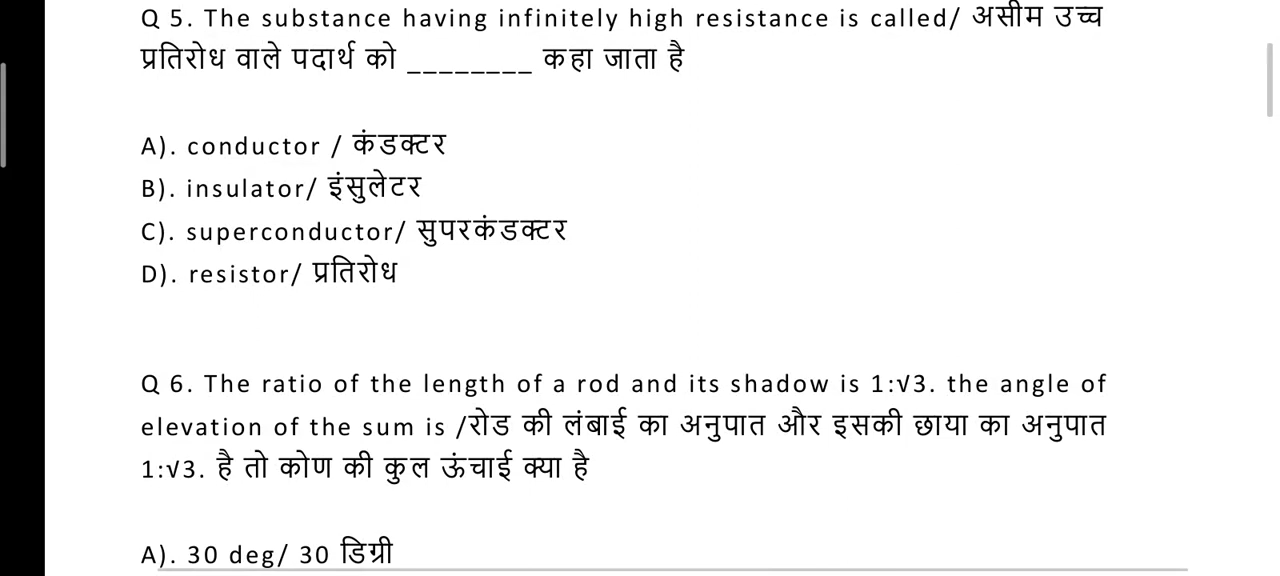 Q 5. The substance having infinitely high resistance is called/ असीम उच्च
प्रतिरोध वाले पदार्थ को ________ कहा जाता है
A). conductor / कंडक्टर
B). insulator/ इंसुलेटर
C). superconductor/ सुपरकंडक्टर
D). resistor/ प्रतिरोध
Q 6. The ratio of the length of a rod and its shadow is 1:√3. the angle of
elevation of the sum is /रोड की लंबाई का अनुपात और इसकी छाया का अनुपात
1:√3. है तो कोण की कुल ऊंचाई क्या है
A). 30 deg/ 30 डिग्री